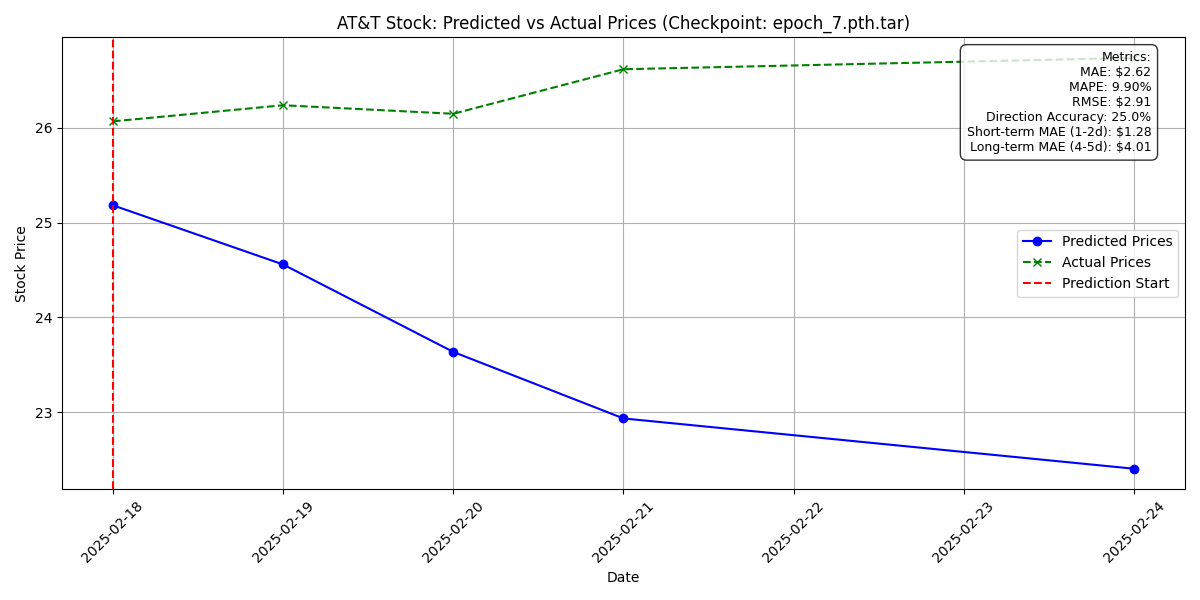 AT&T Stock: Predicted vs Actual Prices (Checkpoint: epoch_7.pth.tar)
Metrics:
MAE: $2.62
MAPE: 9.90%
RMSE: $2.91
Direction Accuracy: 25.0%
Short-term MAE (1-2d): $1.28
Long-term MAE (4-5d): $4.01
Predicted Prices
Actual Prices
Prediction Start
Stock Price
26
25
24
23
2025-02-18
2025-02-19
2025-02-20
2025-02-21
2025-02-22
2025-02-23
2025-02-24
Date